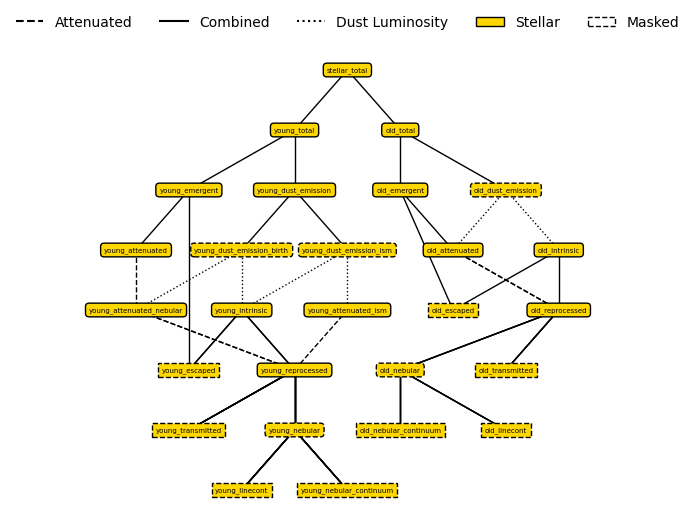 Attenuated Combined Dust Luminosity Stellar Masked
stellar_total
young_total old_total
young_emergent young_dust_emission old_emergent old_dust_emission
young_attenuated young_dust_emission_birth young_dust_emission_ism old_attenuated old_intrinsic
young_attenuated_nebular young_intrinsic young_attenuated_ism old_escaped old_reprocessed
young_escaped young_reprocessed old_nebular old_transmitted
young_transmitted young_nebular old_nebular_continuum old_linecont
young_linecont young_nebular_continuum